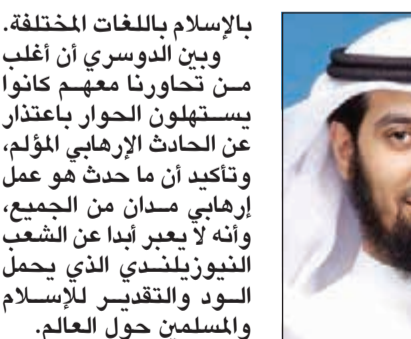 بالإسلام باللغات المختلفة.
وبين الدوسري أن أغلب
من تحاورنا معهم كانوا
يستهلون الحوار باعتذار
عن الحادث الإرهابي المؤلم،
وتأكيد أن ما حدث هو عمل
إرهابي مدان من الجميع،
وأنه لا يعبر أبدا عن الشعب
النيوزيلندي الذي يحمل
الود والتقدير للإسلام
والمسلمين حول العالم.